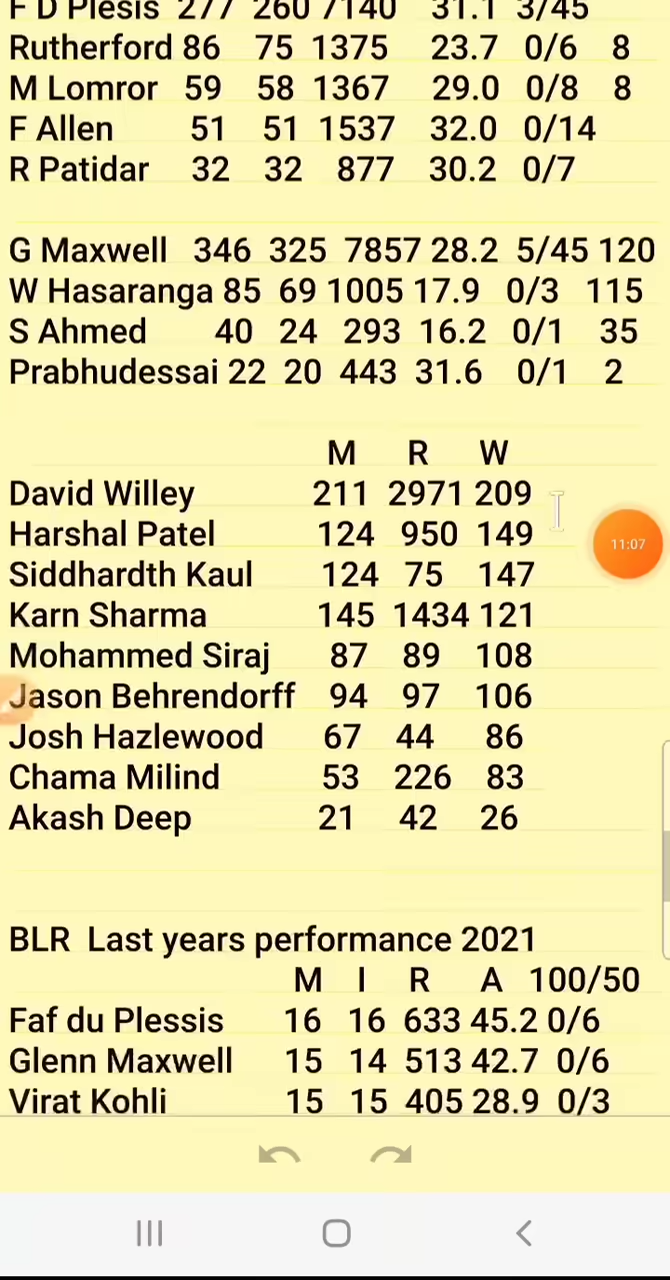 F D Plesis 277 260 7140 31.1 3/45
Rutherford 86 75 1375 23.7 0/6 8
M Lomror 59 58 1367 29.0 0/8 8
F Allen 51 51 1537 32.0 0/14
R Patidar 32 32 877 30.2 0/7
G Maxwell 346 325 7857 28.2 5/45 120
W Hasaranga 85 69 1005 17.9 0/3 115
S Ahmed 40 24 293 16.2 0/1 35
Prabhudessai 22 20 443 31.6 0/1 2
M R W
David Willey 211 2971 209
Harshal Patel 124 950 149
Siddhardth Kaul 124 75 147
Karn Sharma 145 1434 121
Mohammed Siraj 87 89 108
Jason Behrendorff 94 97 106
Josh Hazlewood 67 44 86
Chama Milind 53 226 83
Akash Deep 21 42 26
BLR Last years performance 2021
M I R A 100/50
Faf du Plessis 16 16 633 45.2 0/6
Glenn Maxwell 15 14 513 42.7 0/6
Virat Kohli 15 15 405 28.9 0/3
11:07